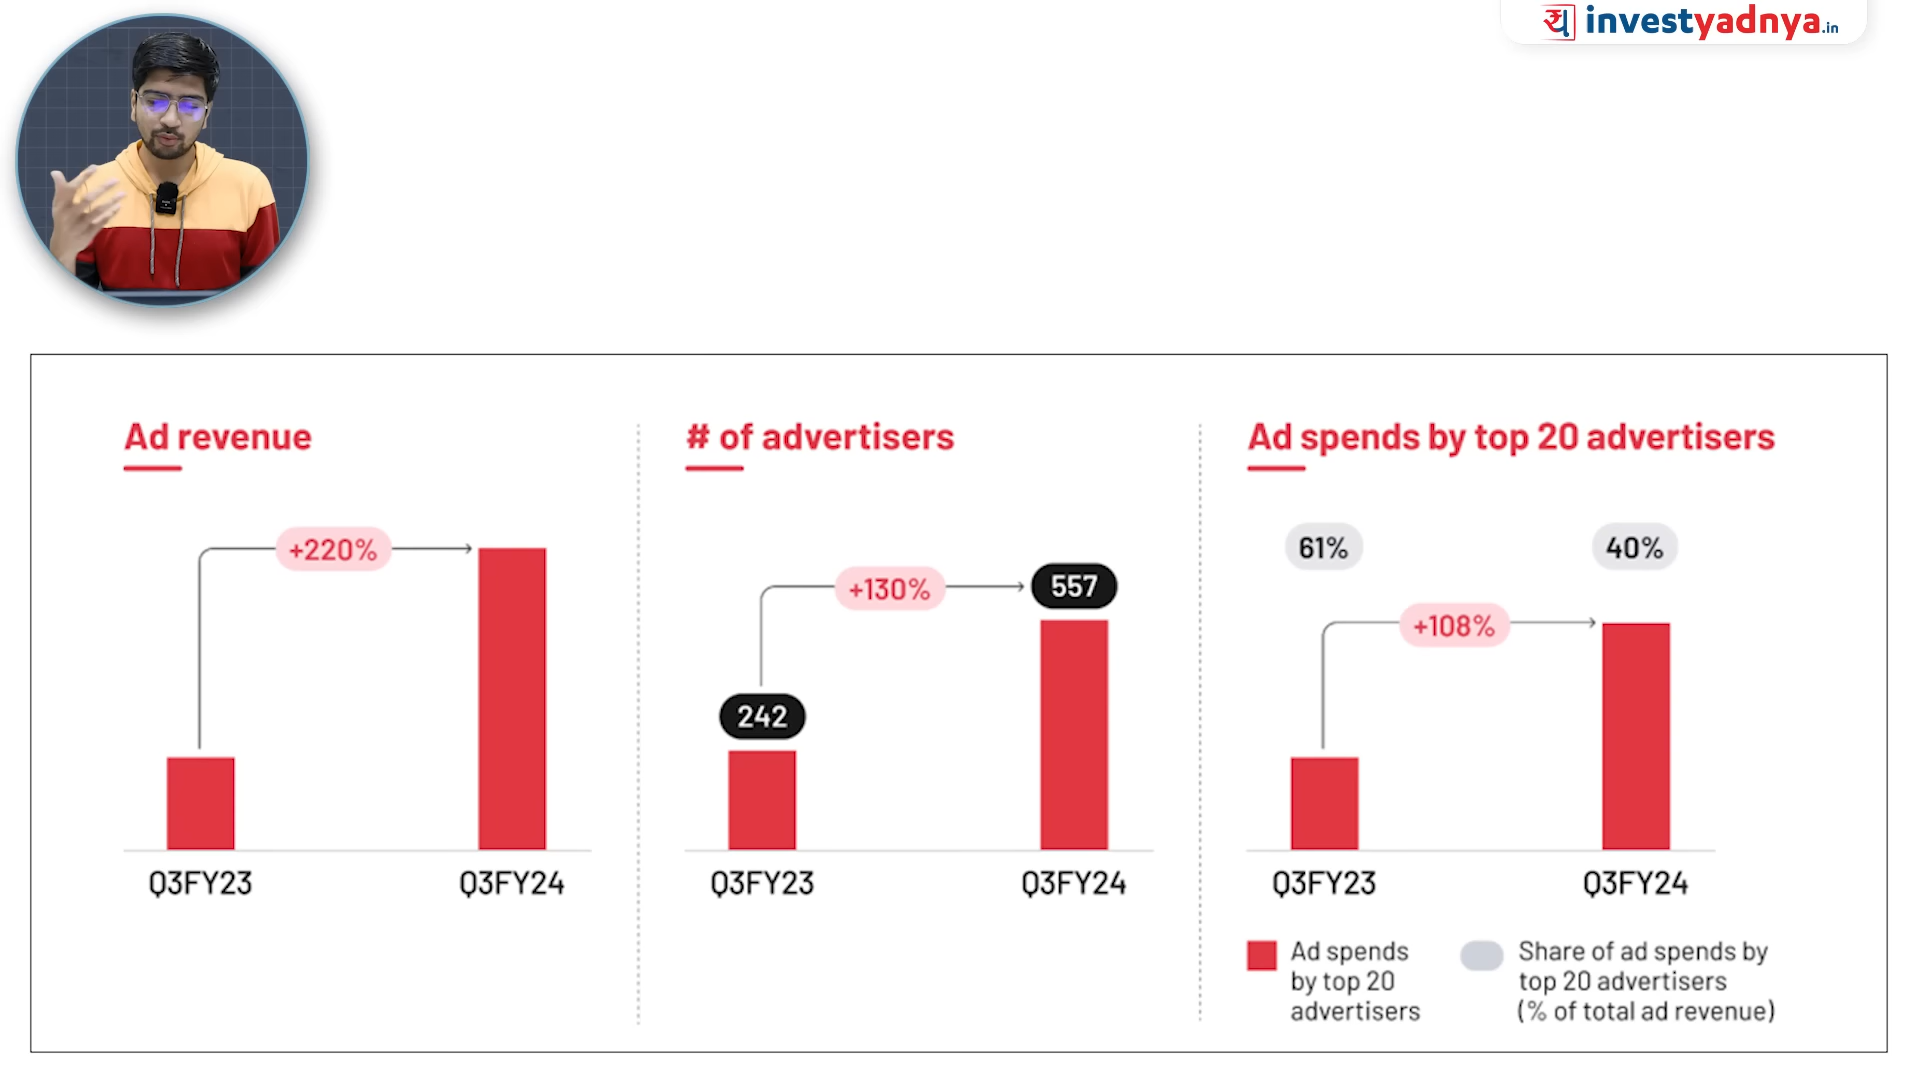 investyadnya.in
Ad revenue
+220%
Q3FY23 Q3FY24
# of advertisers
+130%
557
242
Q3FY23 Q3FY24
Ad spends by top 20 advertisers
61% 40%
+108%
Q3FY23 Q3FY24
Ad spends
by top 20
advertisers
Share of ad spends by
top 20 advertisers
(% of total ad revenue)